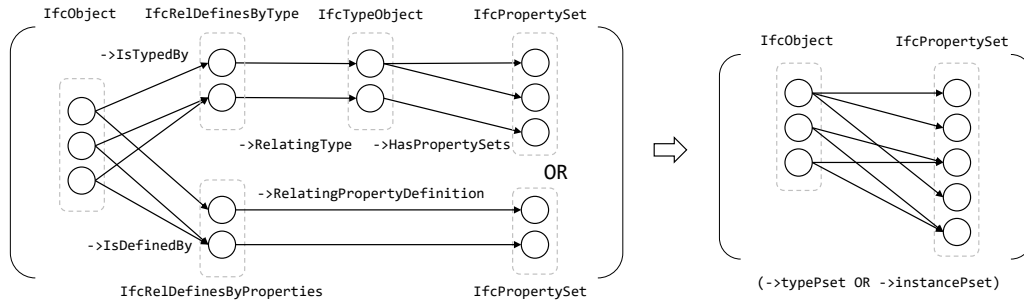 IfcObject IfcRelDefinesByType IfcTypeObject IfcPropertySet
->IsTypedBy
->RelatingType ->HasPropertySets
OR
->RelatingPropertyDefinition
->IsDefinedBy
IfcRelDefinesByProperties IfcPropertySet
IfcObject IfcPropertySet
(->typePset OR ->instancePset)